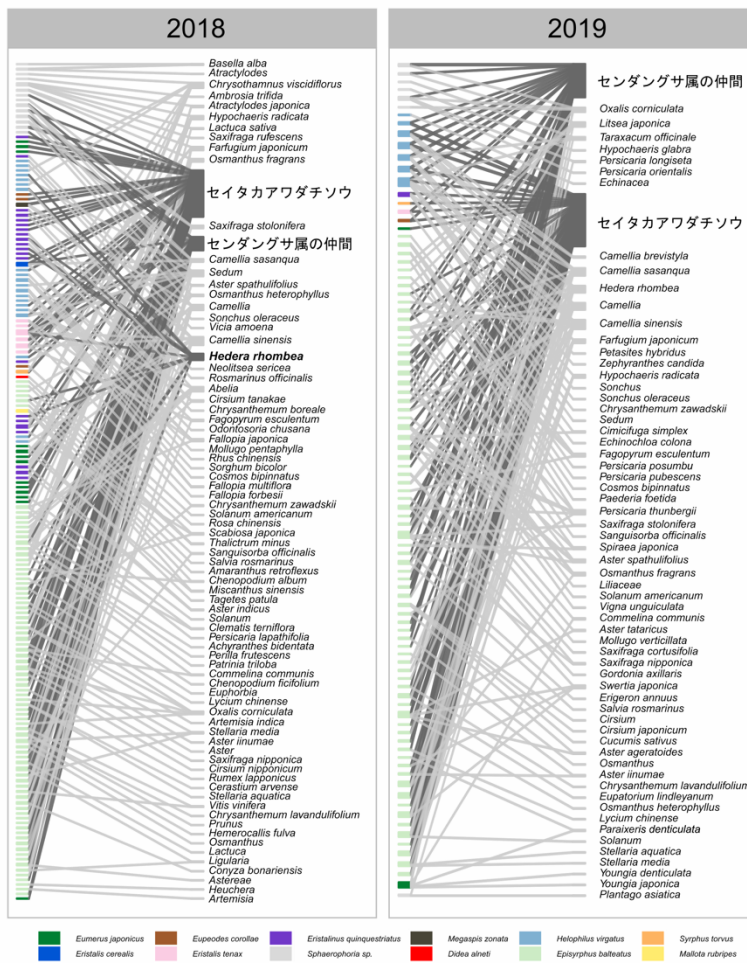 2018
Basella alba
Atractylodes
Chrysothamnus viscidiflorus
Ambrosia trifida
Atractylodes japonica
Hypochaeris radicata
Lactuca sativa
Saxifraga rufescens
Farfugium japonicum
Osmanthus fragrans
セイタカアワダチソウ
Saxifraga stolonifera
センダングサ属の仲間
Camellia sasanqua
Sedum
Aster spathulifolius
Osmanthus heterophyllus
Camellia
Sonchus oleraceus
Vicia amoena
Camellia sinensis
Hedera rhombea
Neolitsea sericea
Rosmarinus officinalis
Abelia
Cirsium tanakae
Chrysanthemum boreale
Fagopyrum esculentum
Odontosoria chusana
Fallopia japonica
Mollugo pentaphylla
Rhus chinensis
Sorghum bicolor
Cosmos bipinnatus
Fallopia multiflora
Fallopia forbesii
Chrysanthemum zawadskii
Solanum americanum
Rosa chinensis
Scabiosa japonica
Thalictrum minus
Sanguisorba officinalis
Salvia rosmarinus
Amaranthus retroflexus
Chenopodium album
Miscanthus sinensis
Tagetes patula
Aster indicus
Solanum
Clematis terniflora
Persicaria lapathifolia
Achyranthes bidentata
Perilla frutescens
Patrinia triloba
Commelina communis
Chenopodium ficifolium
Euphorbia
Lycium chinense
Oxalis corniculata
Artemisia indica
Stellaria media
Aster iinumae
Aster
Saxifraga nipponica
Cirsium nipponicum
Rumex lapponicus
Cerastium arvense
Stellaria aquatica
Vitis vinifera
Chrysanthemum lavandulifolium
Prunus
Hemerocallis fulva
Osmanthus
Lactuca
Ligularia
Conyza bonariensis
Astereae
Heuchera
Artemisia
2019
センダングサ属の仲間
Oxalis corniculata
Litsea japonica
Taraxacum officinale
Hypochaeris glabra
Persicaria longiseta
Persicaria orientalis
Echinacea
セイタカアワダチソウ
Camellia brevistyla
Camellia sasanqua
Hedera rhombea
Camellia
Camellia sinensis
Farfugium japonicum
Petasites hybridus
Zephyranthes candida
Hypochaeris radicata
Sonchus
Sonchus oleraceus
Chrysanthemum zawadskii
Sedum
Cimicifuga simplex
Echinochloa colona
Fagopyrum esculentum
Persicaria posumbu
Persicaria pubescens
Cosmos bipinnatus
Paederia foetida
Persicaria thunbergii
Saxifraga stolonifera
Sanguisorba officinalis
Spiraea japonica
Aster spathulifolius
Osmanthus fragrans
Liliaceae
Solanum americanum
Vigna unguiculata
Commelina communis
Aster tataricus
Mollugo verticillata
Saxifraga cortusifolia
Saxifraga nipponica
Gordonia axillaris
Swertia japonica
Erigeron annuus
Salvia rosmarinus
Cirsium
Cirsium japonicum
Cucumis sativus
Aster ageratoides
Osmanthus
Aster iinumae
Chrysanthemum lavandulifolium
Eupatorium lindleyanum
Osmanthus heterophyllus
Lycium chinense
Paraixeris denticulata
Solanum
Stellaria aquatica
Stellaria media
Youngia denticulata
Youngia japonica
Plantago asiatica
Eumerus japonicus
Eupeodes corollae
Eristalinus quinquestriatus
Megaspis zonata
Helophilus virgatus
Syrphus torvus
Eristalis cerealis
Eristalis tenax
Sphaerophoria sp.
Didea aineti
Episyrphus balteatus
Mallota rubripes